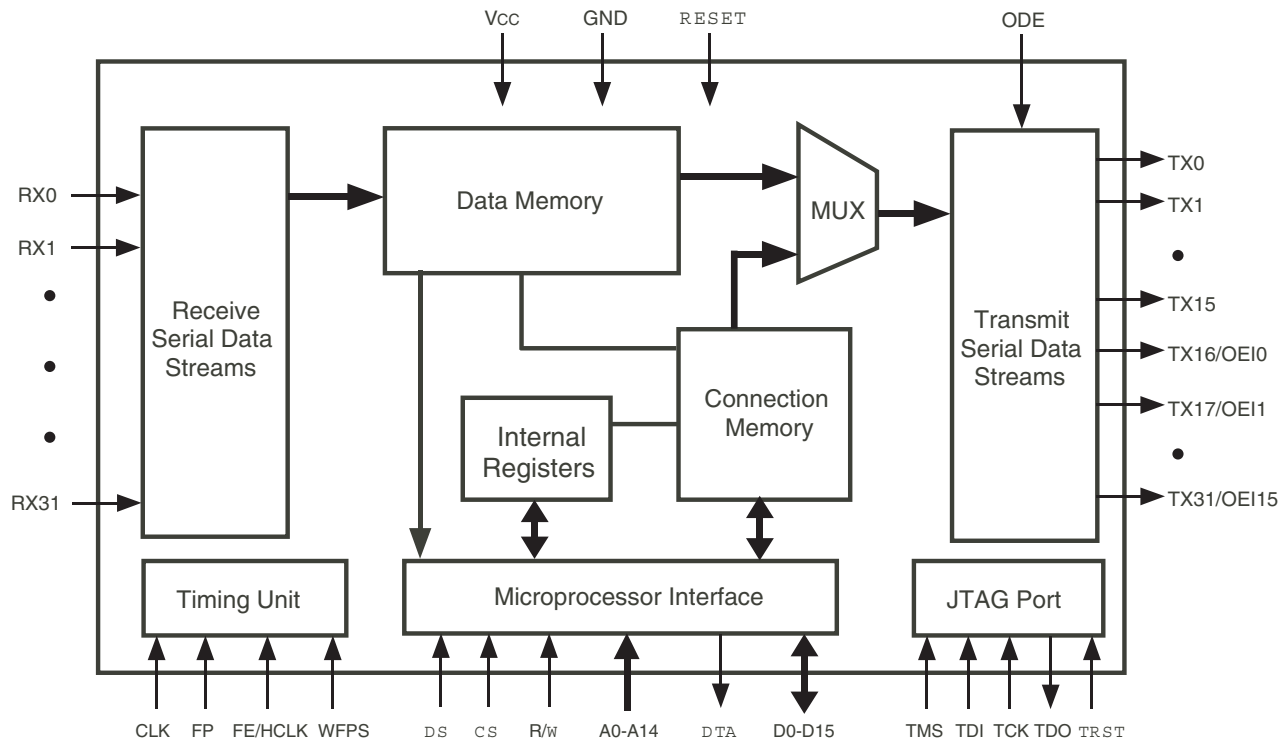 VCC GND RESET ODE
RX0
RX1
RX31
Receive
Serial Data
Streams
Data Memory
MUX
Connection
Memory
Internal
Registers
Transmit
Serial Data
Streams
TX0
TX1
TX15
TX16/OEI0
TX17/OEI1
TX31/OEI15
Timing Unit
Microprocessor Interface
JTAG Port
CLK FP FE/HCLK WFPS DS CS R/W A0-A14 DTA D0-D15 TMS TDI TCK TDO TRST